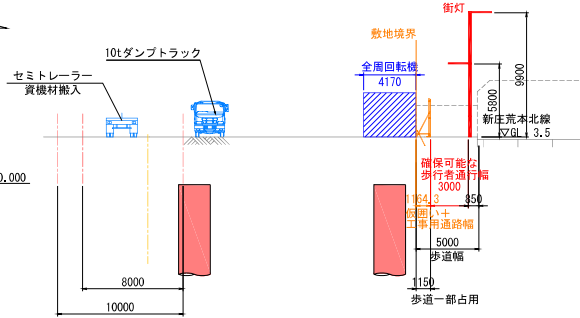 街灯
敷地境界
10tダンプトラック
全周回転機
4170
セミトレーラー
資機材搬入
9900
5800
新庄荒本北線
▽GL 3.5
確保可能な
歩行者通行幅
3000
0.000
1164.3
850
仮囲い+
工事用通路幅
5000
歩道幅
8000
1150
歩道一部占用
10000